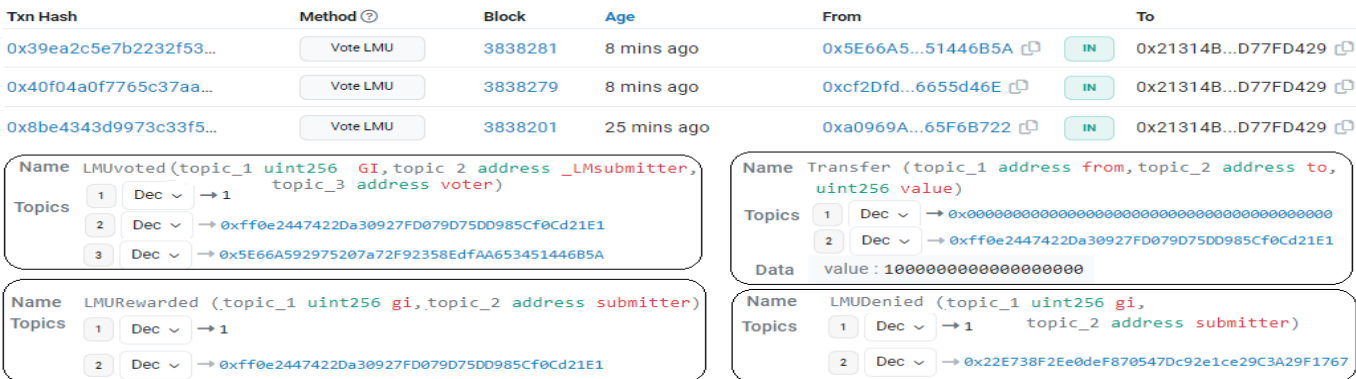 Txn Hash Method Block Age From To
0x39ea2c5e7b2232f53... Vote LMU 3838281 8 mins ago 0x5E66A5...51446B5A IN 0x21314B...D77FD429
0x40f04a0f7765c37aa... Vote LMU 3838279 8 mins ago 0xcf2Dfd...6655d46E IN 0x21314B...D77FD429
0x8be4343d9973c33f5... Vote LMU 3838201 25 mins ago 0xa0969A...65F6B722 IN 0x21314B...D77FD429
Name LMUvoted (topic_1 uint256 GI, topic 2 address _LMsubmitter,
topic_3 address voter)
Topics
1 Dec → 1
2 Dec → 0xff0e2447422Da30927FD079D75DD985Cf0Cd21E1
3 Dec → 0x5E66A592975207a72F92358EdfAA653451446B5A
Name Transfer (topic_1 address from, topic_2 address to,
uint256 value)
Topics 1 Dec → 0x0000000000000000000000000000000000000000
2 Dec → 0xff0e2447422Da30927FD079D75DD985Cf0Cd21E1
Data value : 1000000000000000000
Name LMURewarded (topic_1 uint256 gi, topic_2 address submitter)
Topics 1 Dec → 1
2 Dec → 0xff0e2447422Da30927FD079D75DD985Cf0Cd21E1
Name LMUDenied (topic_1 uint256 gi,
topic_2 address submitter)
Topics 1 Dec → 1
2 Dec → 0x22E738F2Ee0deF870547Dc92e1ce29C3A29F1767